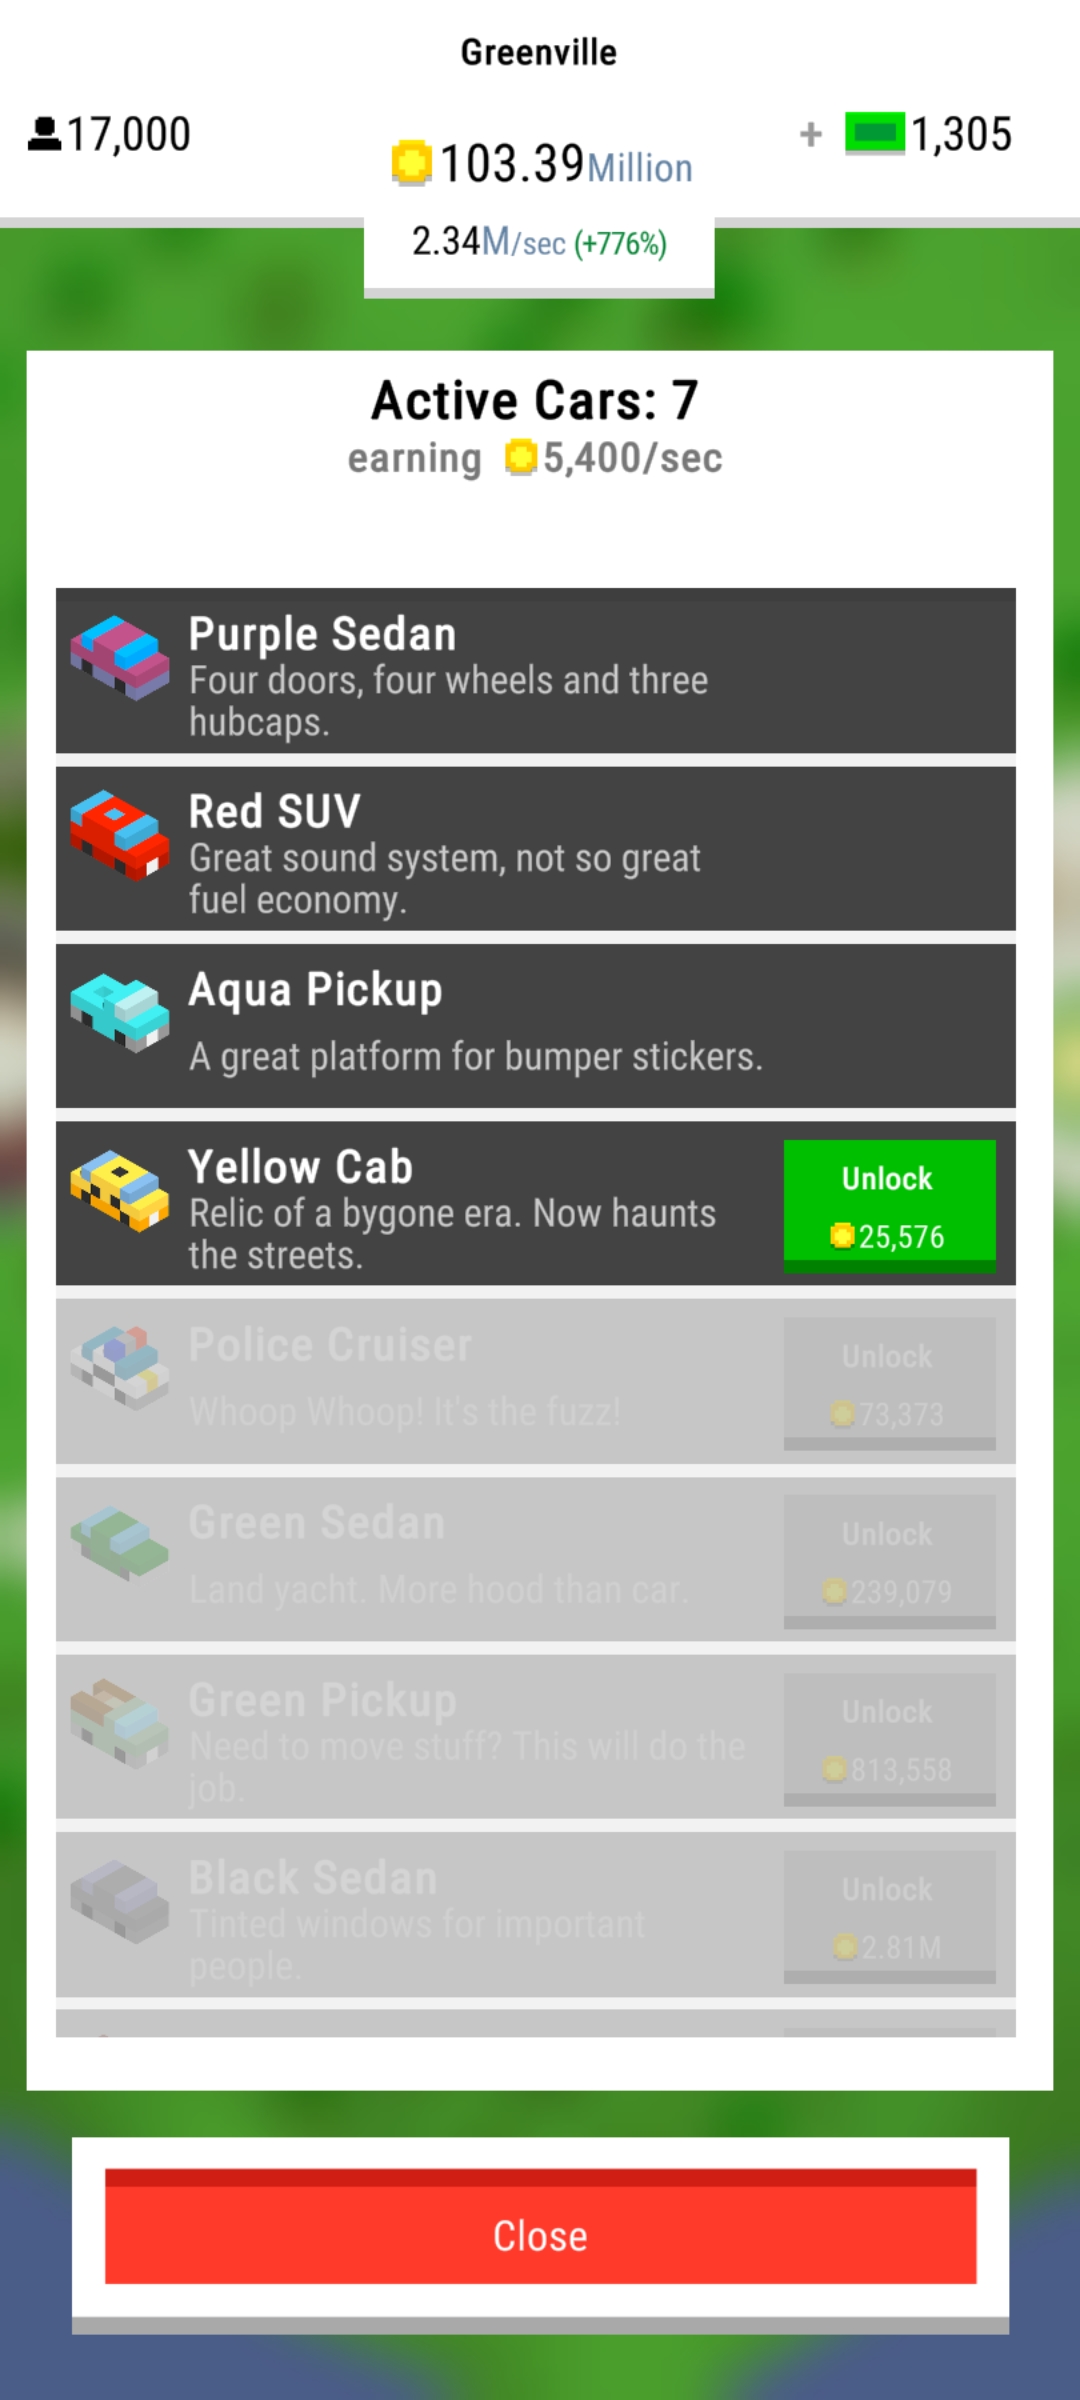 Greenville
17,000
103.39Million
+ 1,305
2.34M/sec (+776%)
Active Cars: 7
earning 5,400/sec
Purple Sedan
Four doors, four wheels and three
hubcaps.
Red SUV
Great sound system, not so great
fuel economy.
Aqua Pickup
A great platform for bumper stickers.
Yellow Cab
Relic of a bygone era. Now haunts
the streets.
Unlock
25,576
Police Cruiser
Whoop Whoop! It's the fuzz!
Unlock
73,373
Green Sedan
Land yacht. More hood than car.
Unlock
239,079
Green Pickup
Need to move stuff? This will do the
job.
Unlock
813,558
Black Sedan
Tinted windows for important
people.
Unlock
2.81M
Close